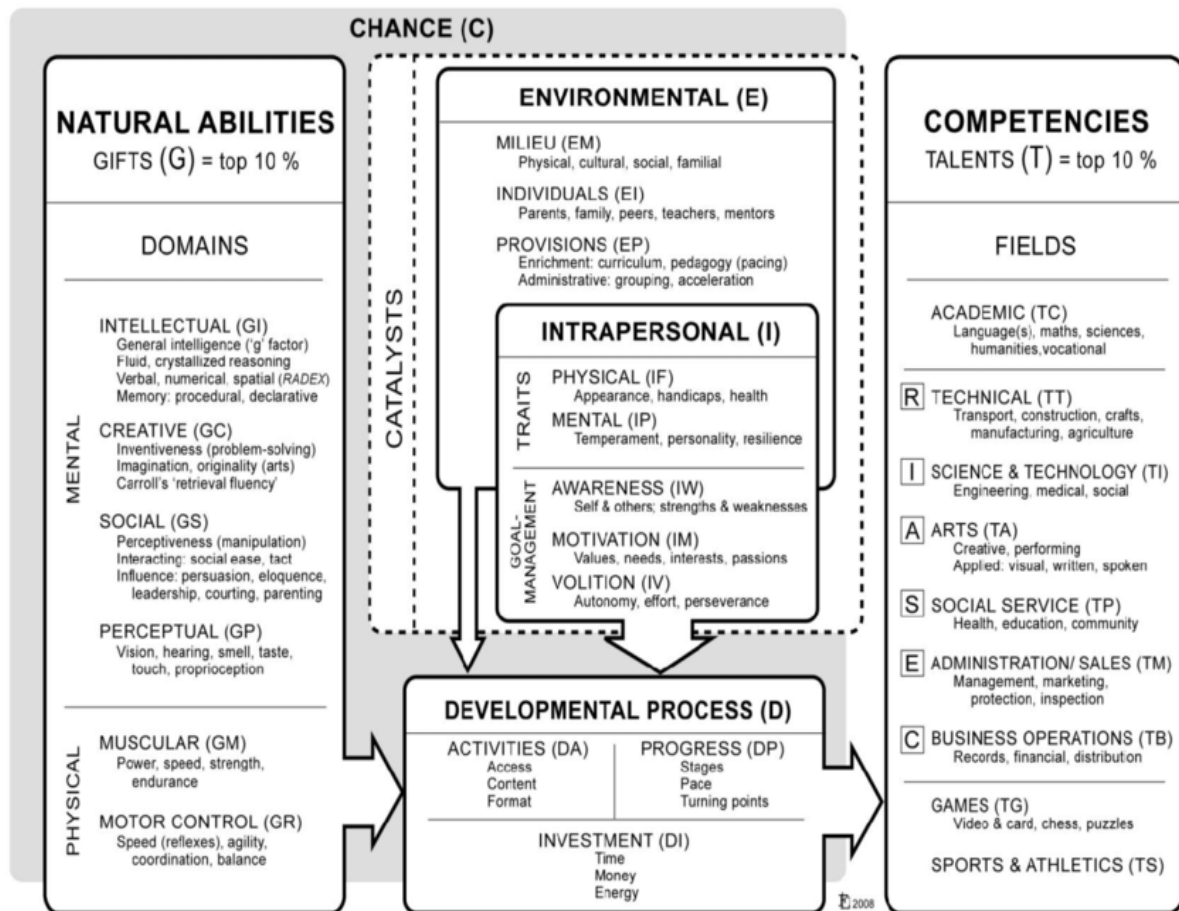 CHANCE (C)
NATURAL ABILITIES
GIFTS (G) = top 10 %
DOMAINS
MENTAL
INTELLECTUAL (GI)
General intelligence ('g' factor)
Fluid, crystallized reasoning
Verbal, numerical, spatial (RADEX)
Memory: procedural, declarative
CREATIVE (GC)
Inventiveness (problem-solving)
Imagination, originality (arts)
Carroll's 'retrieval fluency'
SOCIAL (GS)
Perceptiveness (manipulation)
Interacting: social ease, tact
Influence: persuasion, eloquence,
leadership, courting, parenting
PERCEPTUAL (GP)
Vision, hearing, smell, taste,
touch, proprioception
PHYSICAL
MUSCULAR (GM)
Power, speed, strength,
endurance
MOTOR CONTROL (GR)
Speed (reflexes), agility,
coordination, balance
CATALYSTS
ENVIRONMENTAL (E)
MILIEU (EM)
Physical, cultural, social, familial
INDIVIDUALS (EI)
Parents, family, peers, teachers, mentors
PROVISIONS (EP)
Enrichment: curriculum, pedagogy (pacing)
Administrative: grouping, acceleration
INTRAPERSONAL (I)
TRAITS
PHYSICAL (IF)
Appearance, handicaps, health
MENTAL (IP)
Temperament, personality, resilience
GOAL-
MANAGEMENT
AWARENESS (IW)
Self & others; strengths & weaknesses
MOTIVATION (IM)
Values, needs, interests, passions
VOLITION (IV)
Autonomy, effort, perseverance
DEVELOPMENTAL PROCESS (D)
ACTIVITIES (DA)
Access
Content
Format
PROGRESS (DP)
Stages
Pace
Turning points
INVESTMENT (DI)
Time
Money
Energy
2008
COMPETENCIES
TALENTS (T) = top 10 %
FIELDS
ACADEMIC (TC)
Language(s), maths, sciences,
humanities,vocational
R TECHNICAL (TT)
Transport, construction, crafts,
manufacturing, agriculture
I SCIENCE & TECHNOLOGY (TI)
Engineering, medical, social
A ARTS (TA)
Creative, performing
Applied: visual, written, spoken
S SOCIAL SERVICE (TP)
Health, education, community
E ADMINISTRATION/ SALES (TM)
Management, marketing,
protection, inspection
C BUSINESS OPERATIONS (TB)
Records, financial, distribution
GAMES (TG)
Video & card, chess, puzzles
SPORTS & ATHLETICS (TS)